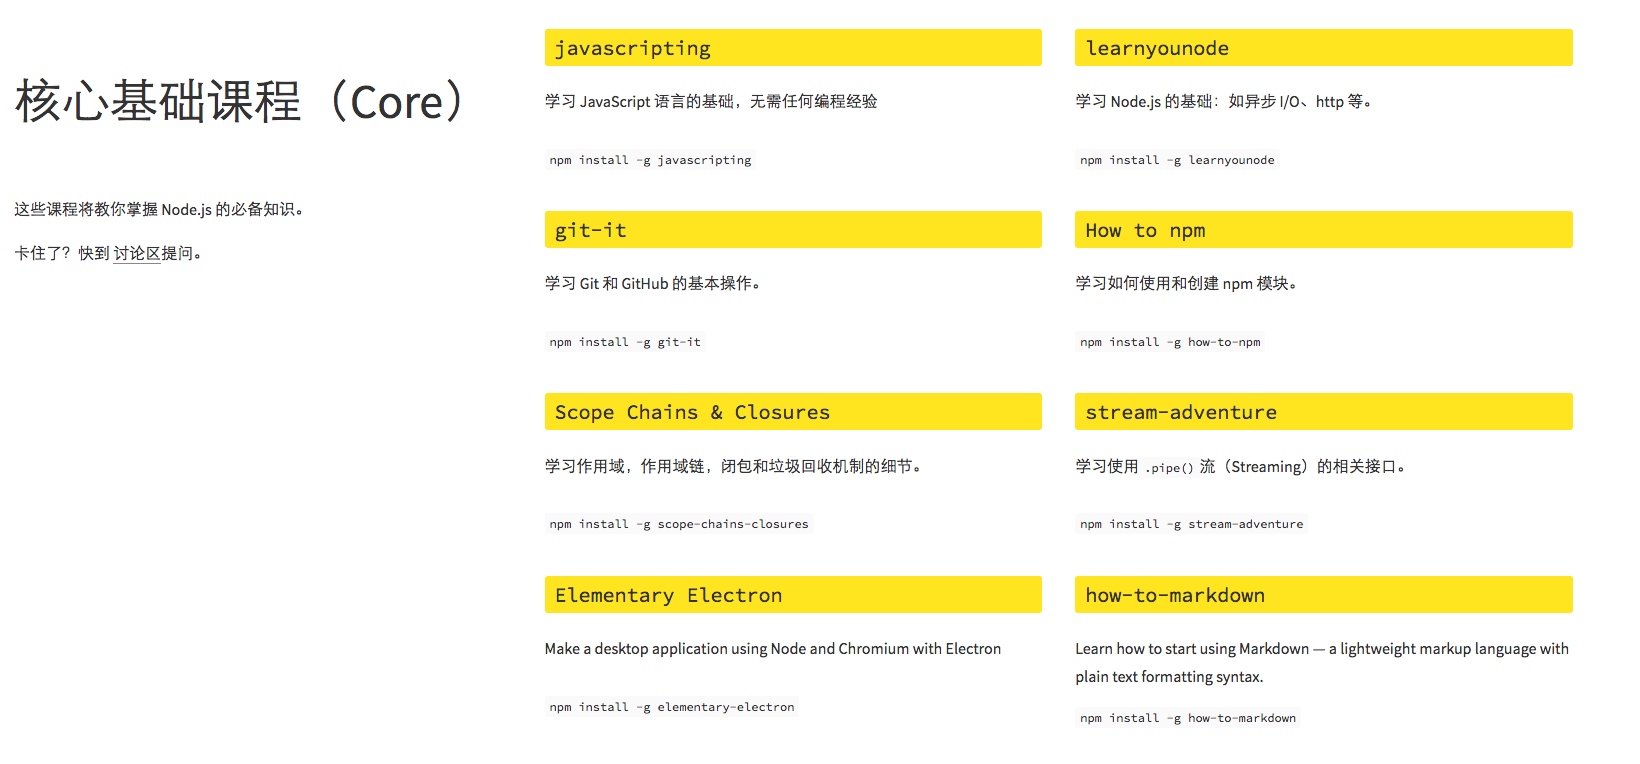 核心基础课程（Core）
这些课程将教你掌握 Node.js 的必备知识。
卡住了？快到 讨论区提问。
javascripting
学习 JavaScript 语言的基础，无需任何编程经验
npm install -g javascripting
learnyounode
学习 Node.js 的基础：如异步 I/O、http 等。
npm install -g learnyounode
git-it
学习 Git 和 GitHub 的基本操作。
npm install -g git-it
How to npm
学习如何使用和创建 npm 模块。
npm install -g how-to-npm
Scope Chains & Closures
学习作用域，作用域链，闭包和垃圾回收机制的细节。
npm install -g scope-chains-closures
stream-adventure
学习使用 .pipe() 流（Streaming）的相关接口。
npm install -g stream-adventure
Elementary Electron
Make a desktop application using Node and Chromium with Electron
npm install -g elementary-electron
how-to-markdown
Learn how to start using Markdown — a lightweight markup language with
plain text formatting syntax.
npm install -g how-to-markdown